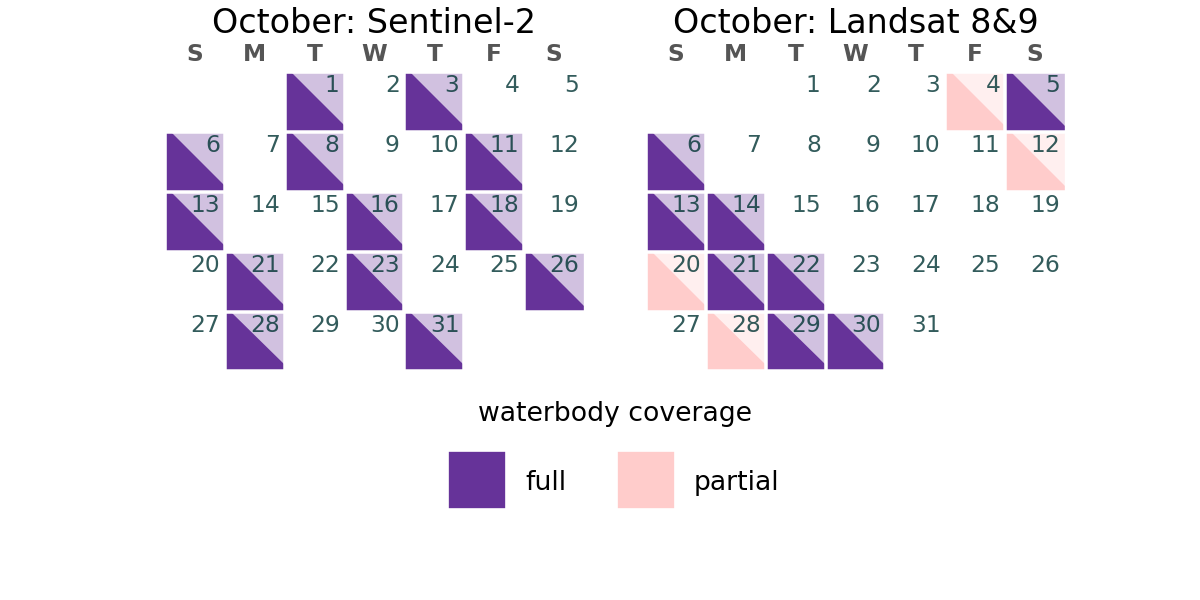 October: Sentinel-2
S M T W T F S
1 2 3 4 5
6 7 8 9 10 11 12
13 14 15 16 17 18 19
20 21 22 23 24 25 26
27 28 29 30 31
October: Landsat 8&9
S M T W T F S
1 2 3 4 5
6 7 8 9 10 11 12
13 14 15 16 17 18 19
20 21 22 23 24 25 26
27 28 29 30 31
waterbody coverage
full partial